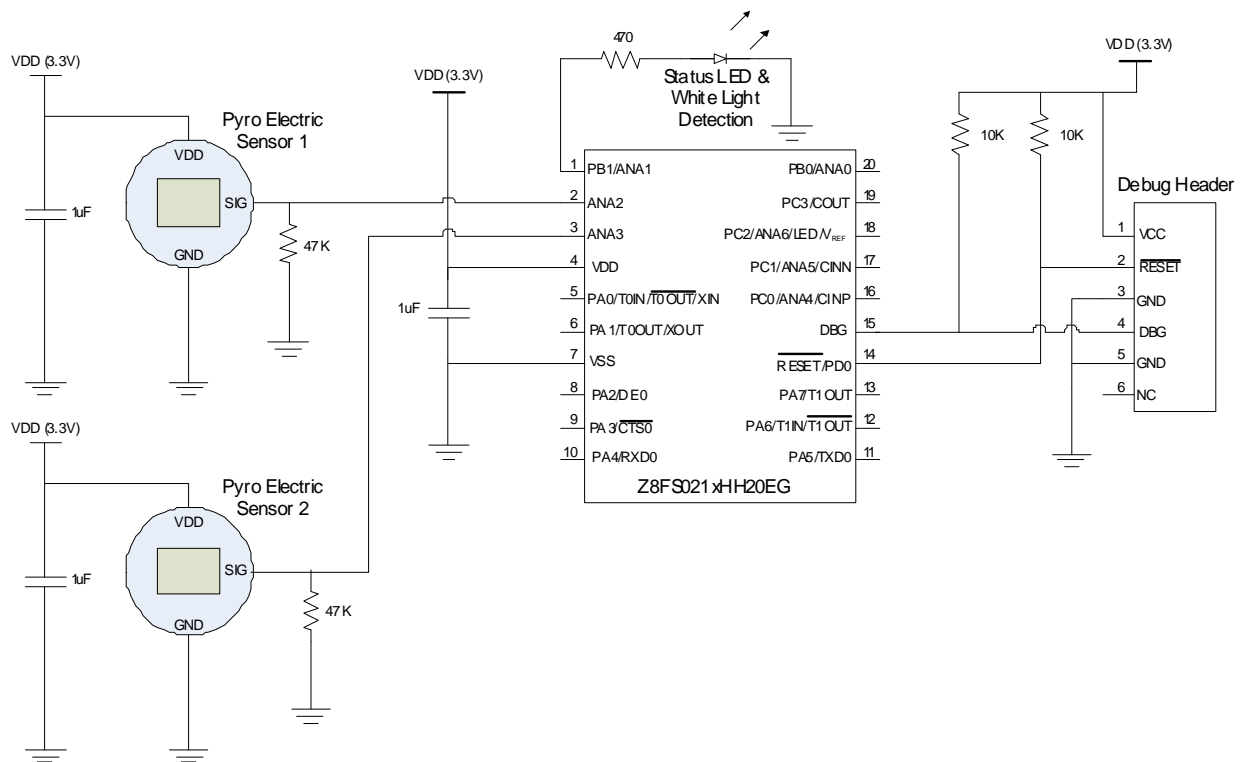 VDD (3.3V)
Pyro Electric
Sensor 1
VDD
SIG
GND
1uF
47K
VDD (3.3V)
1uF
470
Status LED &
White Light
Detection
VDD (3.3V)
10K
10K
Debug Header
1 VCC
2 RESET
3 GND
4 DBG
5 GND
6 NC
1 PB1/ANA1
2 ANA2
3 ANA3
4 VDD
5 PA0/T0IN/T0OUT/XIN
6 PA1/T0OUT/XOUT
7 VSS
8 PA2/DE0
9 PA3/CTS0
10 PA4/RXD0
PB0/ANA0 20
PC3/COUT 19
PC2/ANA6/LED/VREF 18
PC1/ANA5/CINN 17
PC0/ANA4/CINP 16
DBG 15
RESET/PD0 14
PA7/T1OUT 13
PA6/T1IN/T1OUT 12
PA5/TXD0 11
Z8FS021xHH20EG
VDD (3.3V)
Pyro Electric
Sensor 2
VDD
SIG
GND
1uF
47K